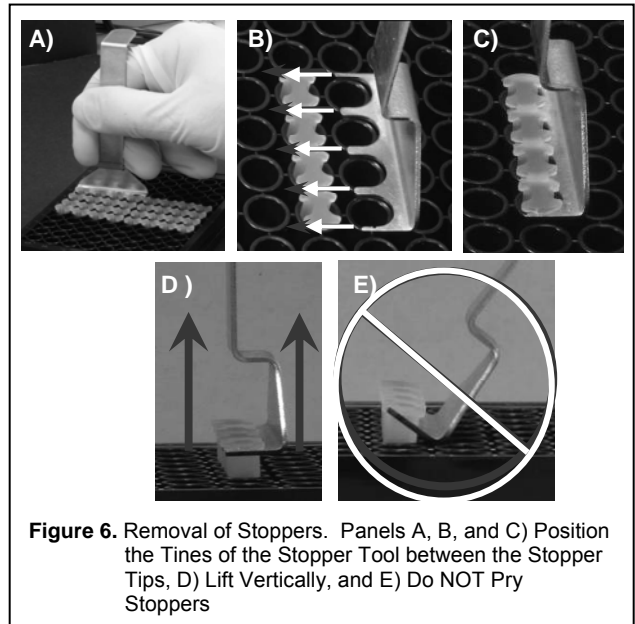 A)
B)
C)
D )
E)
Figure 6. Removal of Stoppers. Panels A, B, and C) Position
the Tines of the Stopper Tool between the Stopper
Tips, D) Lift Vertically, and E) Do NOT Pry
Stoppers